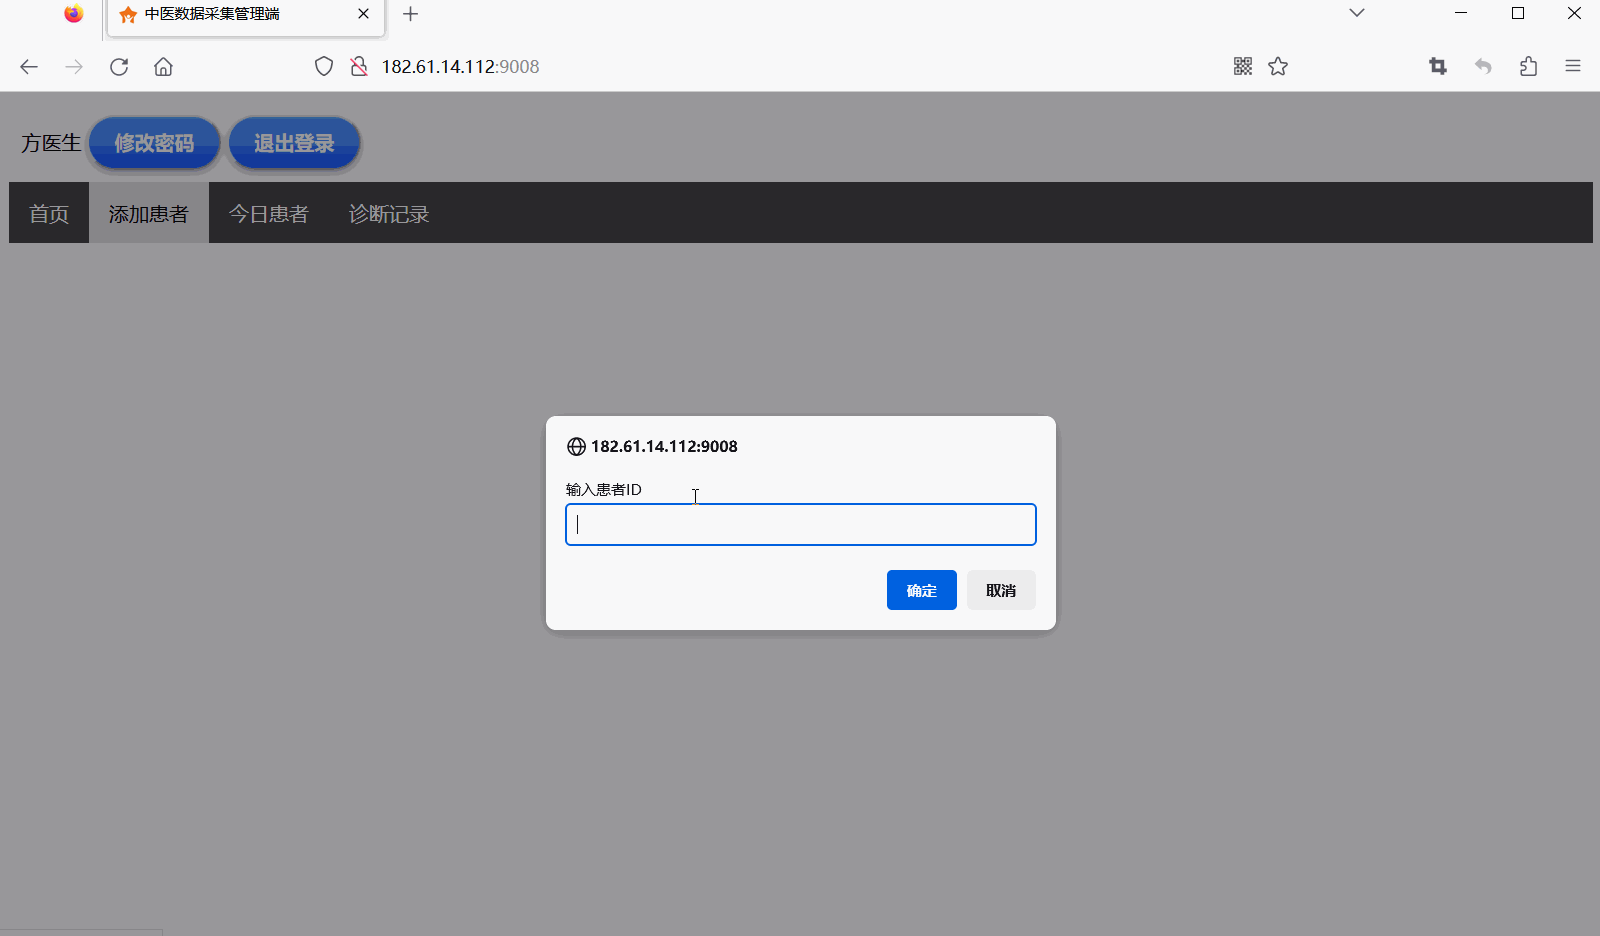 中医数据采集管理端
182.61.14.112:9008
方医生 修改密码 退出登录
首页 添加患者 今日患者 诊断记录
182.61.14.112:9008
输入患者ID
确定 取消